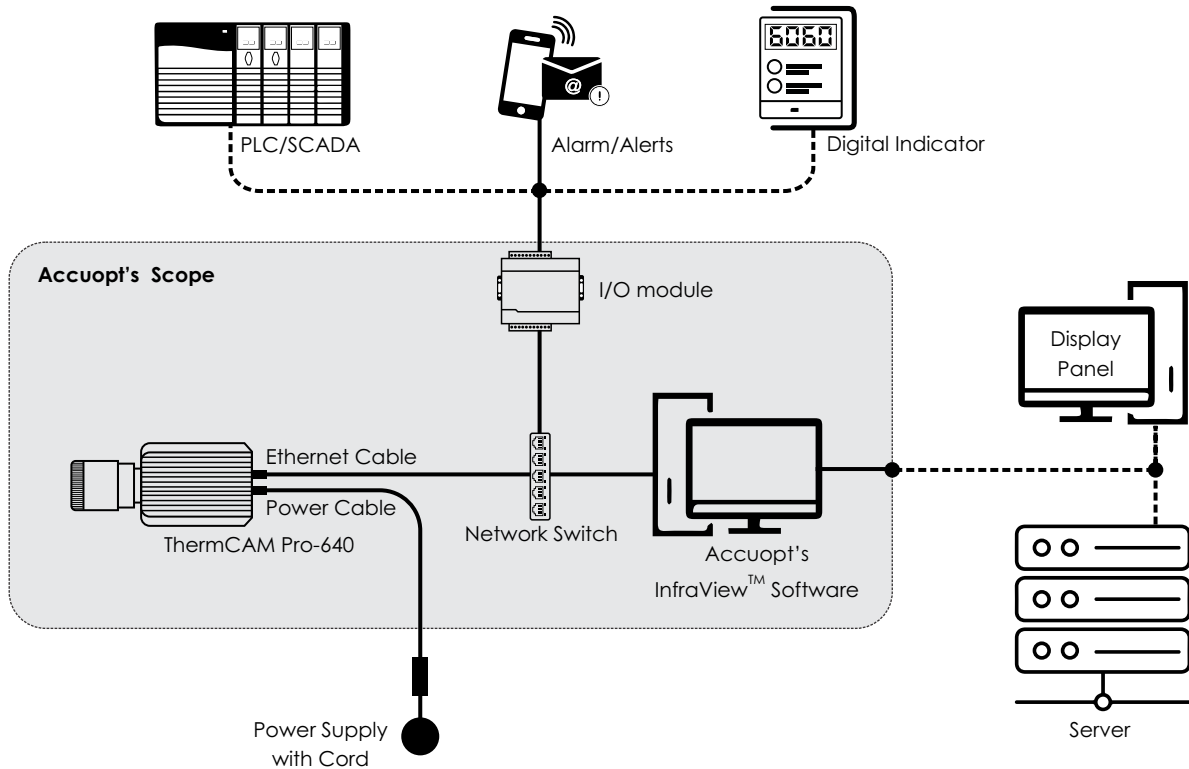 6060
PLC/SCADA
Alarm/Alerts
Digital Indicator
@
!
Accuopt's Scope
I/O module
Display
Panel
Ethernet Cable
Power Cable
ThermCAM Pro-640
Network Switch
Accuopt's
InfraView™ Software
Power Supply
with Cord
Server